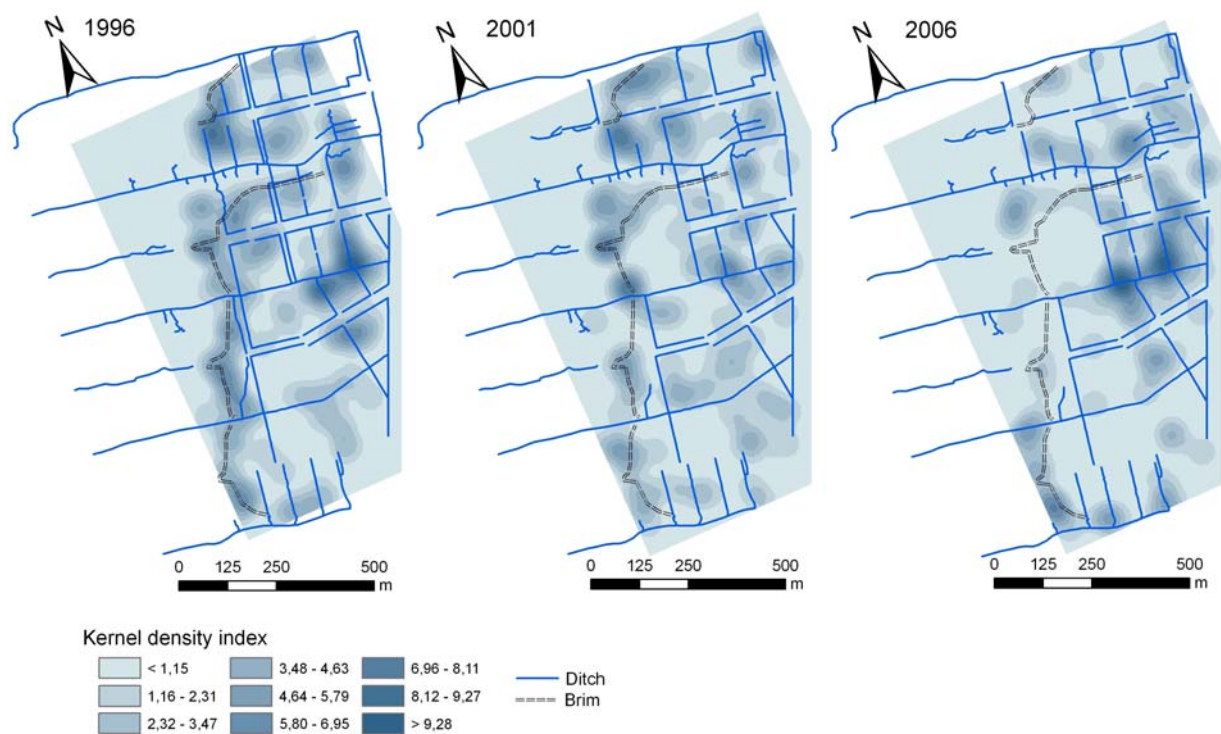 N 1996
N 2001
N 2006
0 125 250 500 m
0 125 250 500 m
0 125 250 500 m
Kernel density index
< 1,15
1,16 - 2,31
2,32 - 3,47
3,48 - 4,63
4,64 - 5,79
5,80 - 6,95
6,96 - 8,11
8,12 - 9,27
> 9,28
Ditch
Brim